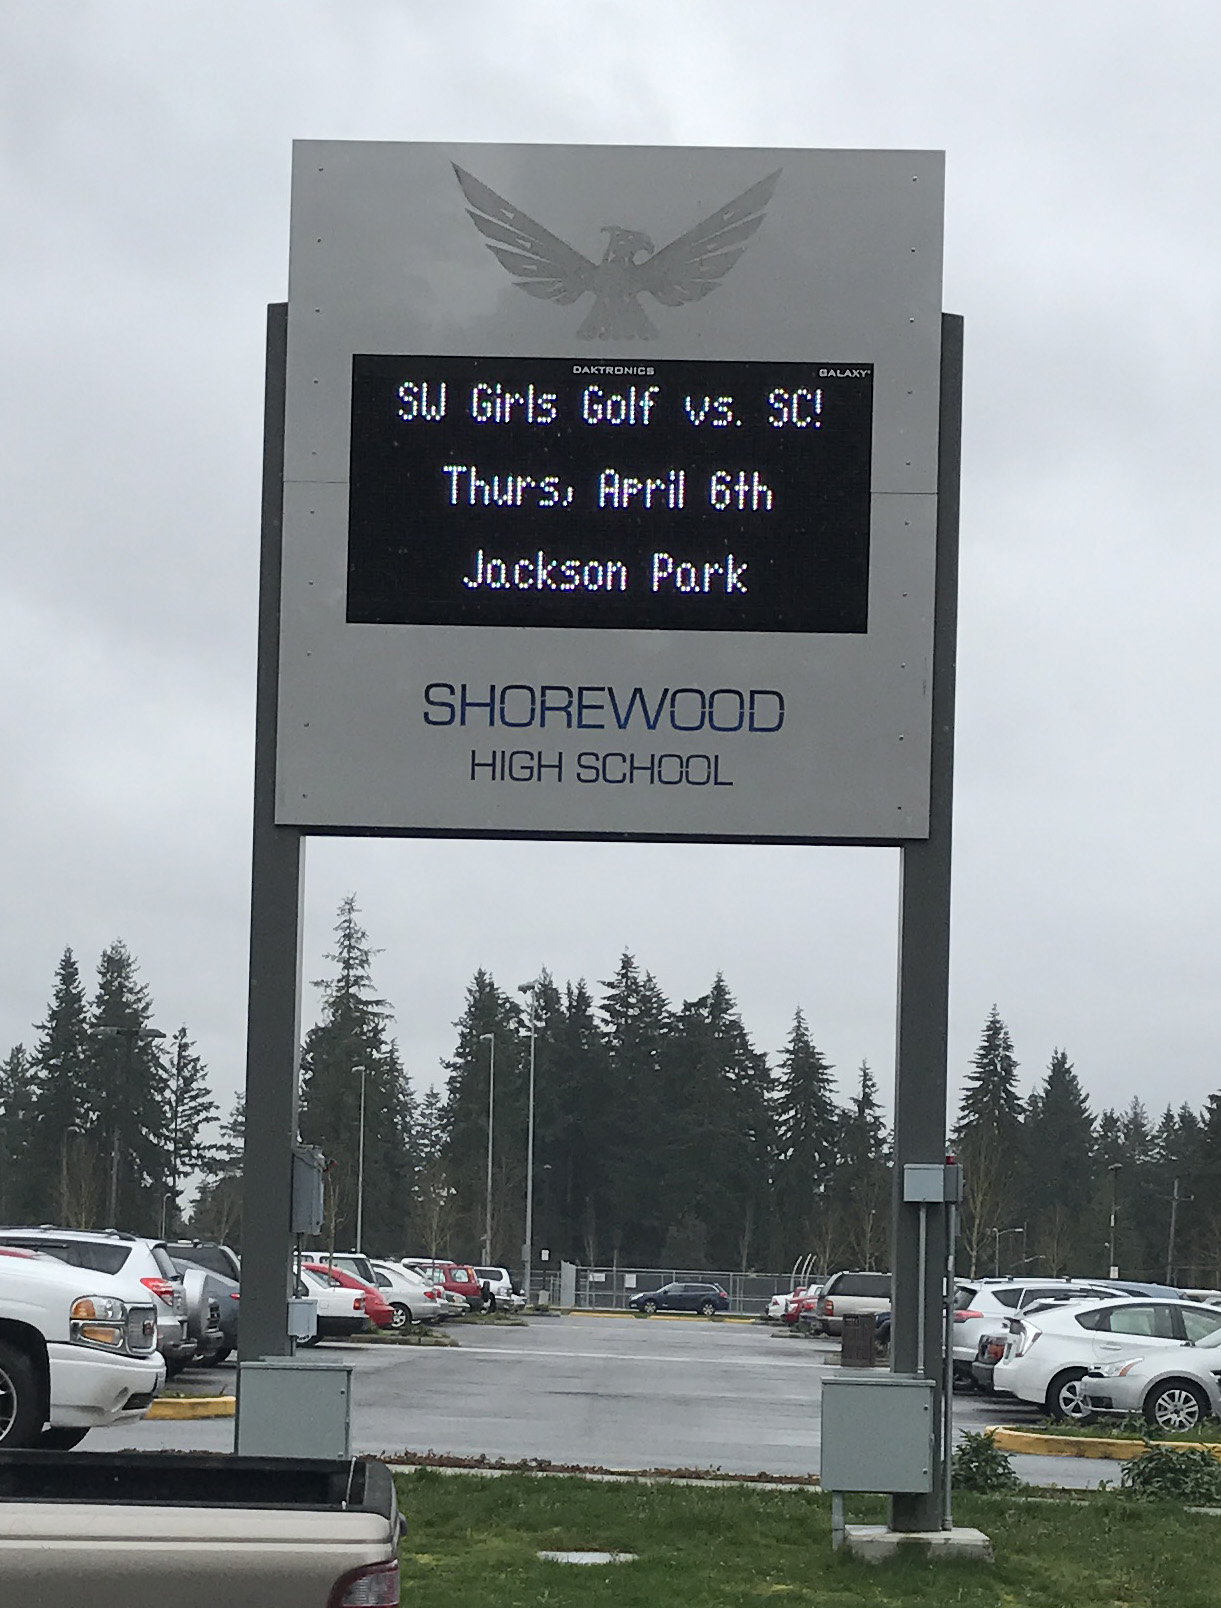 DAKTRONICS GALAXY
SW Girls Golf vs. SC!
Thurs, April 6th
Jackson Park
SHOREWOOD
HIGH SCHOOL